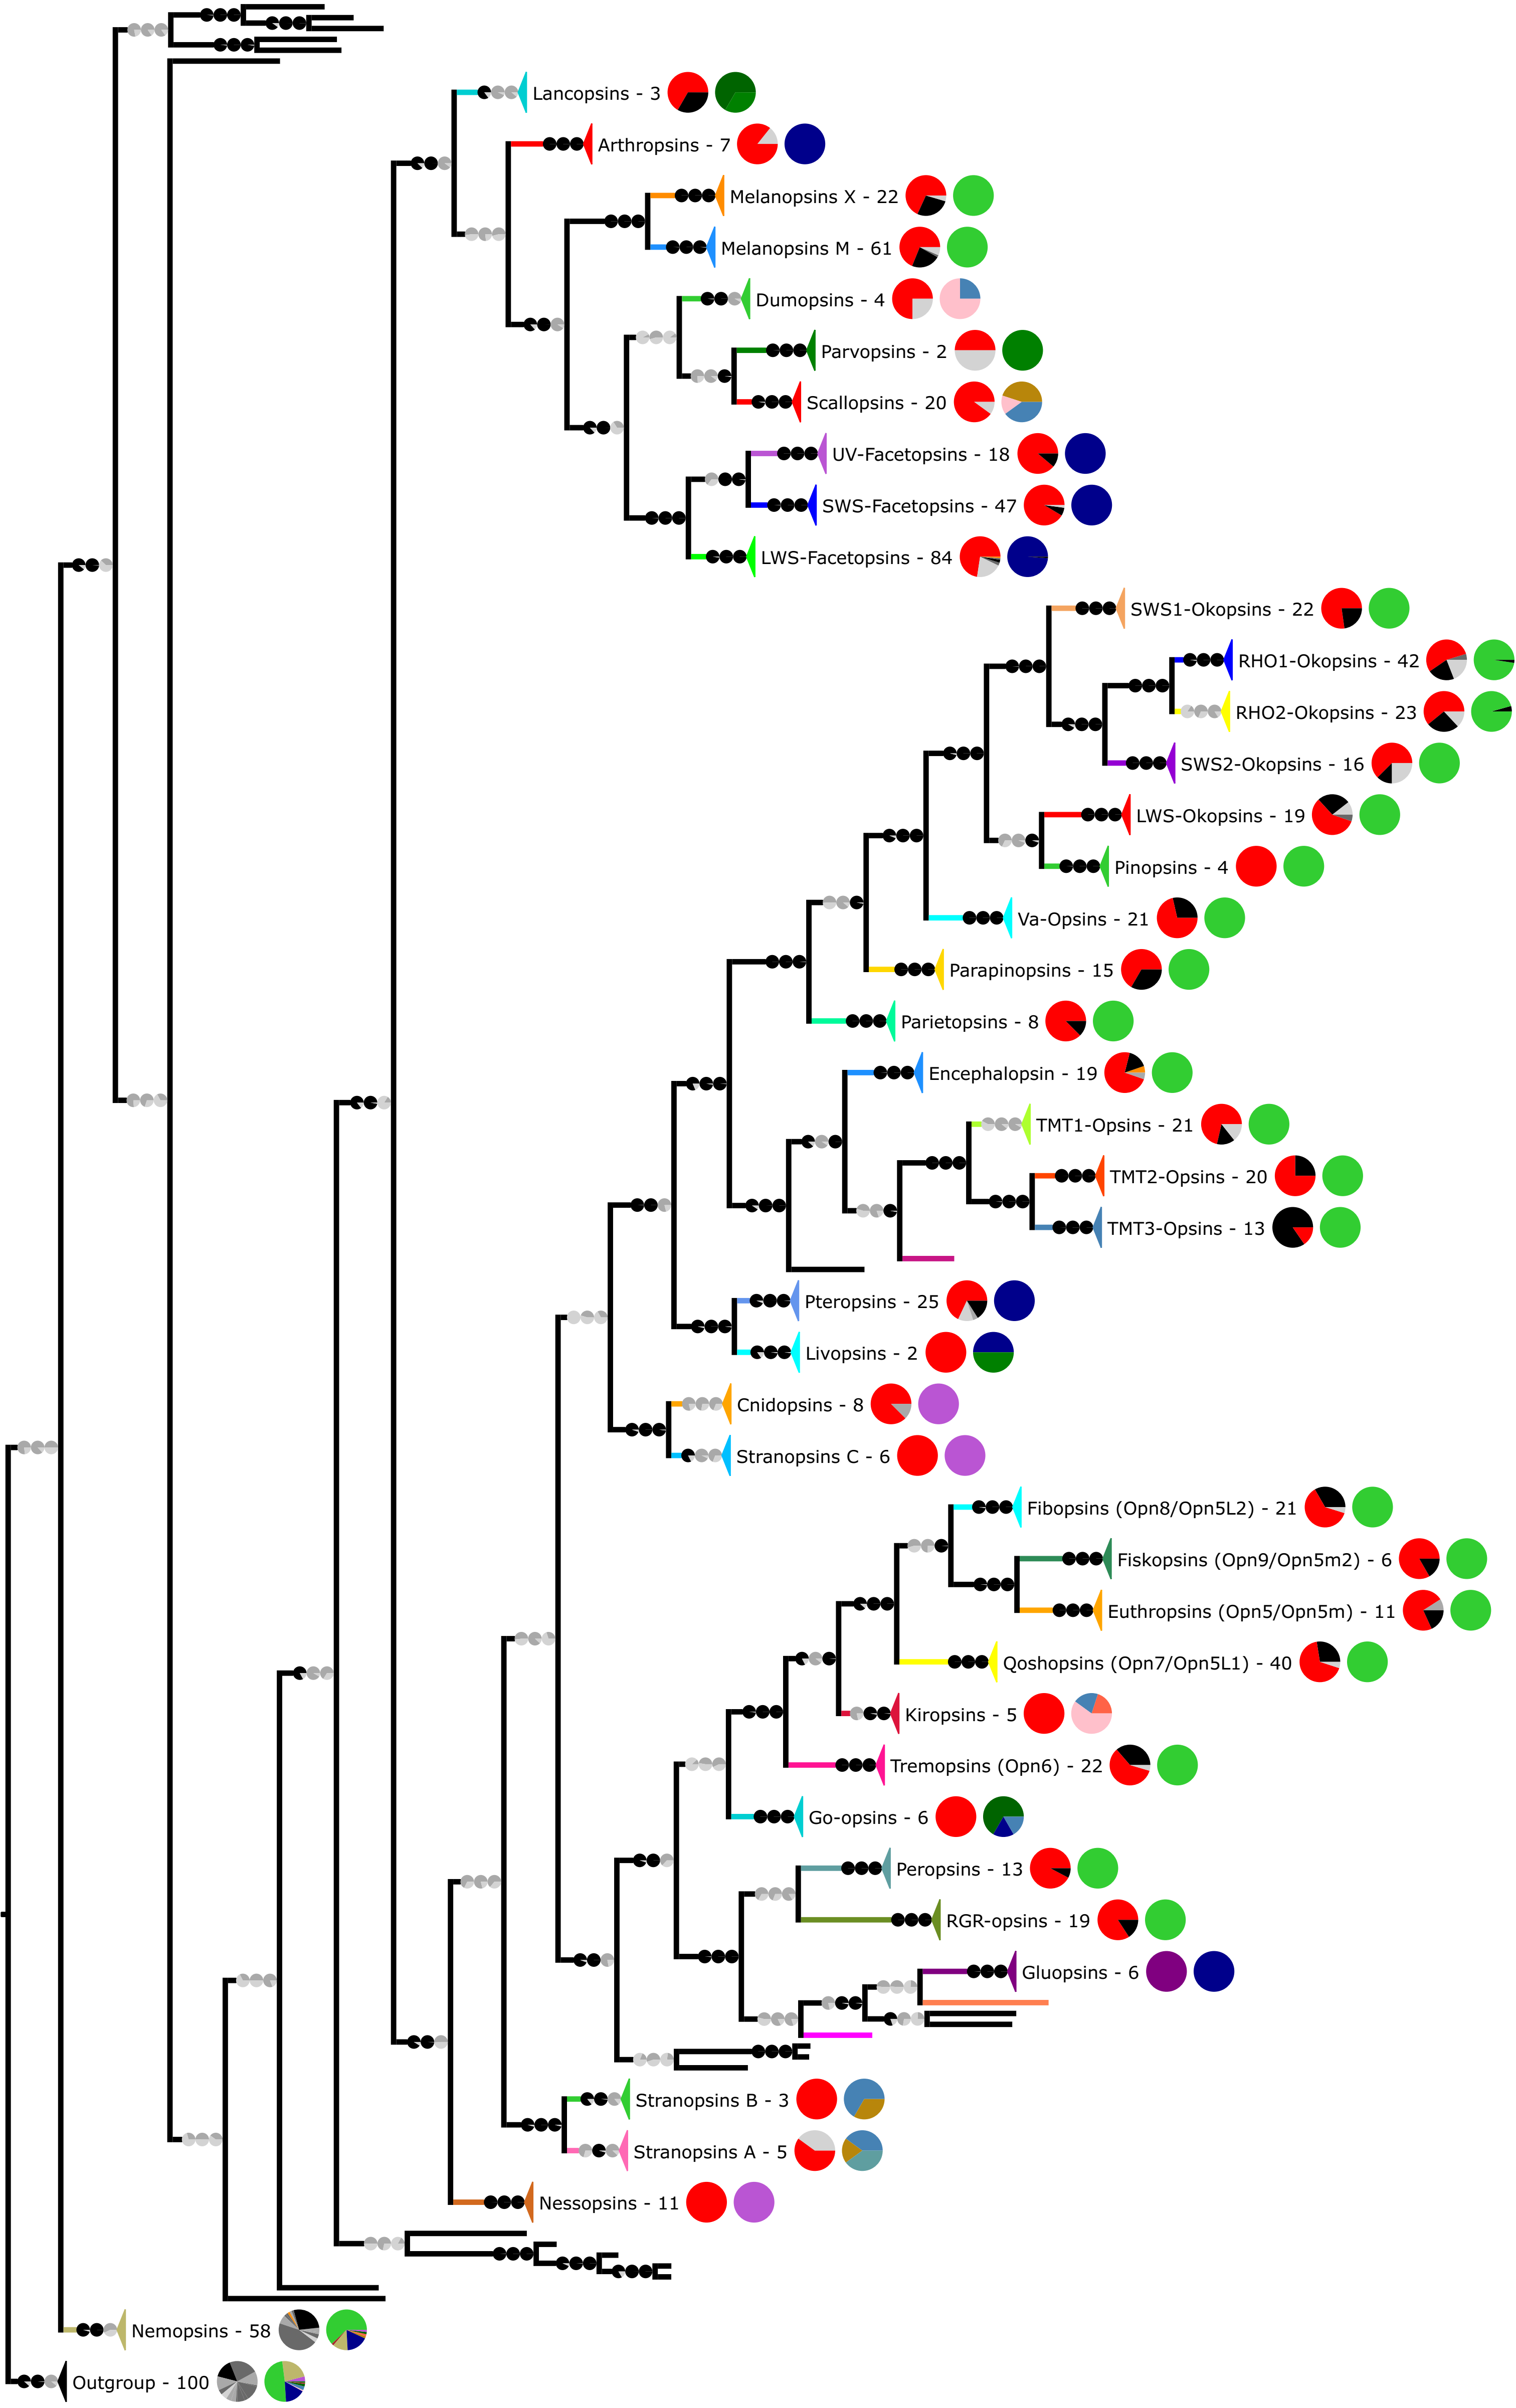 Lancopsins - 3
Arthropsins - 7
Melanopsins X - 22
Melanopsins M - 61
Dumopsins - 4
Parvopsins - 2
Scallopsins - 20
UV-Facetopsins - 18
SWS-Facetopsins - 47
LWS-Facetopsins - 84
SWS1-Okopsins - 22
RHO1-Okopsins - 42
RHO2-Okopsins - 23
SWS2-Okopsins - 16
LWS-Okopsins - 19
Pinopsins - 4
Va-Opsins - 21
Parapinopsins - 15
Parietopsins - 8
Encephalopsin - 19
TMT1-Opsins - 21
TMT2-Opsins - 20
TMT3-Opsins - 13
Pteropsins - 25
Livopsins - 2
Cnidopsins - 8
Stranopsins C - 6
Fibopsins (Opn8/Opn5L2) - 21
Fiskopsins (Opn9/Opn5m2) - 6
Euthropsins (Opn5/Opn5m) - 11
Qoshopsins (Opn7/Opn5L1) - 40
Kiropsins - 5
Tremopsins (Opn6) - 22
Go-opsins - 6
Peropsins - 13
RGR-opsins - 19
Gluopsins - 6
Stranopsins B - 3
Stranopsins A - 5
Nessopsins - 11
Nemopsins - 58
Outgroup - 100